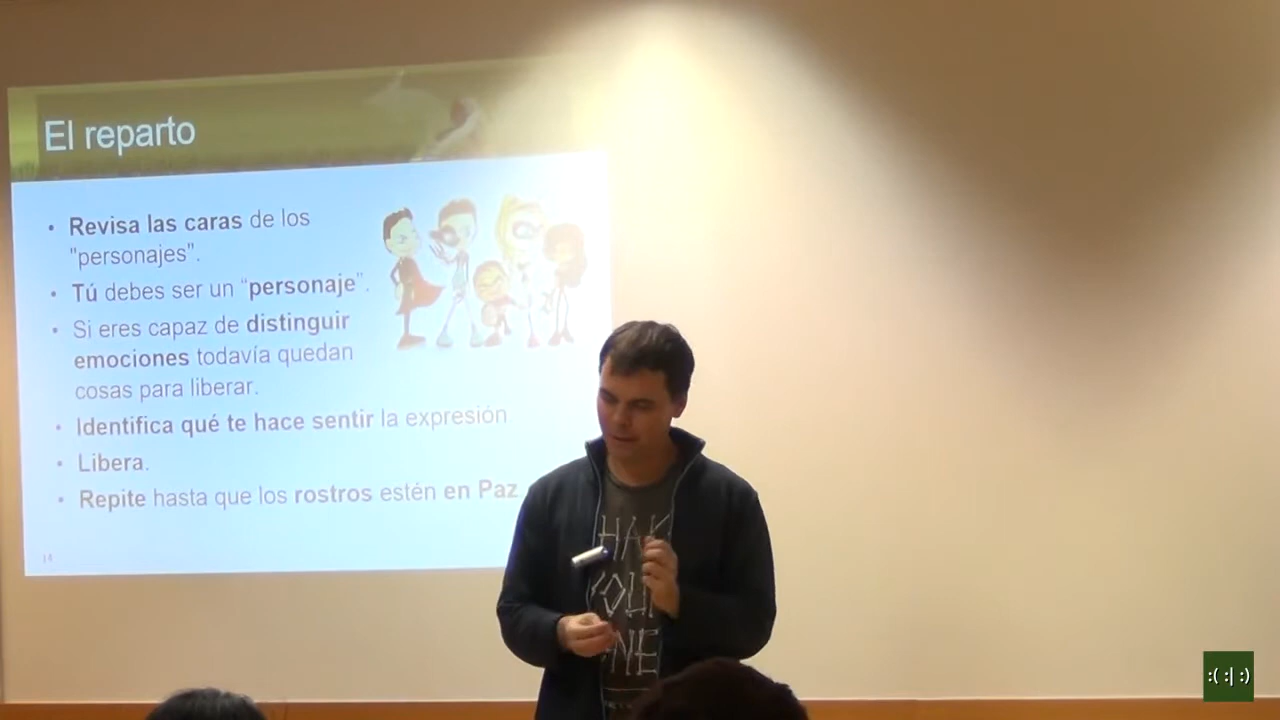 El reparto
• Revisa las caras de los
"personajes".
• Tú debes ser un "personaje".
• Si eres capaz de distinguir
emociones todavía quedan
cosas para liberar.
• Identifica qué te hace sentir la expresión
• Libera.
• Repite hasta que los rostros estén en Paz
14
:( :| :)